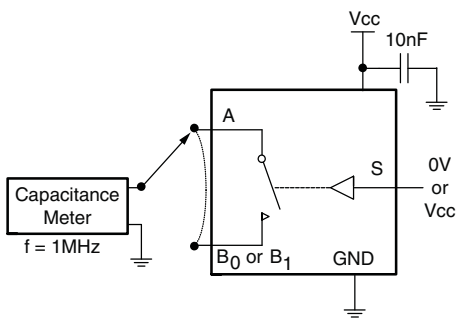 Vcc
10nF
A
S
0V
or
Vcc
Capacitance
Meter
f = 1MHz
B0 or B1
GND